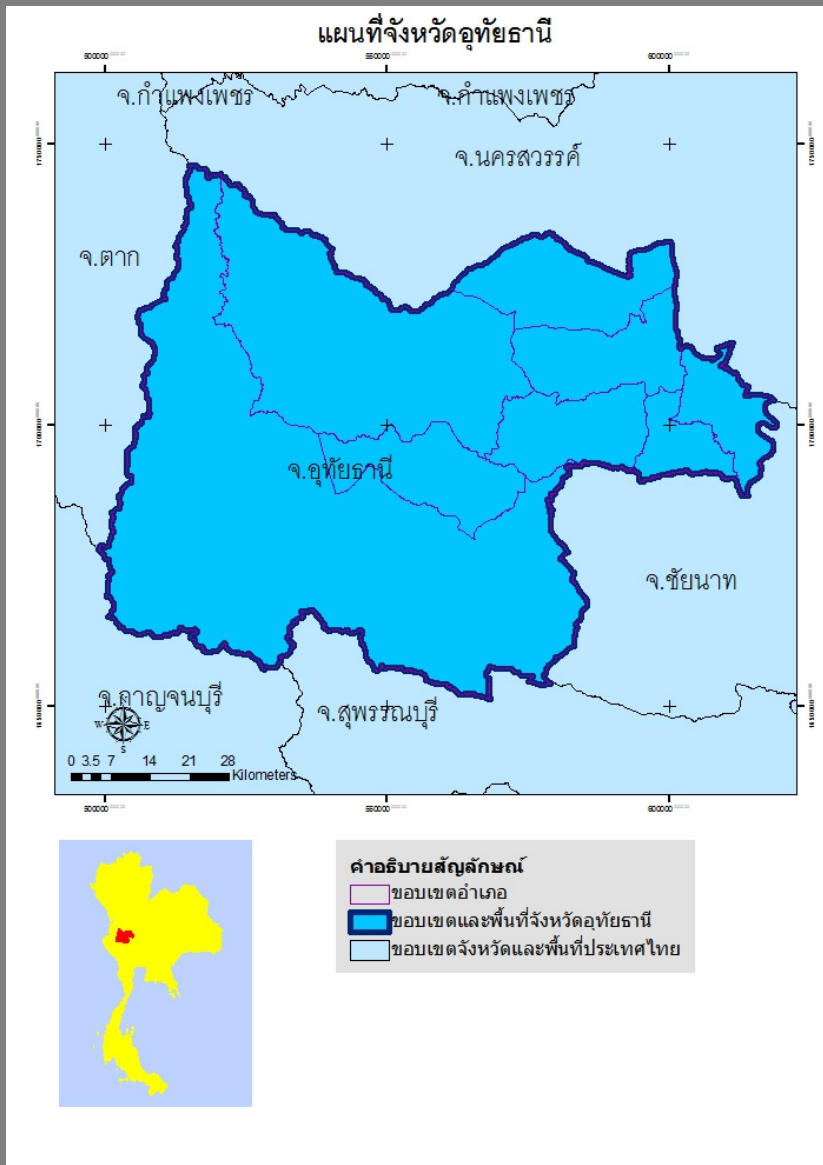 แผนที่จังหวัดอุทัยธานี
500000 550000 600000
จ.กำแพงเพชร จ.กำแพงเพชร
จ.นครสวรรค์
จ.ตาก
1700000 1700000
จ.อุทัยธานี
จ.ชัยนาท
จ.กาญจนบุรี
จ.สุพรรณบุรี
W E
S
0 3.5 7 14 21 28
Kilometers
500000 550000 600000
คำอธิบายสัญลักษณ์
ขอบเขตอำเภอ
ขอบเขตและพื้นที่จังหวัดอุทัยธานี
ขอบเขตจังหวัดและพื้นที่ประเทศไทย